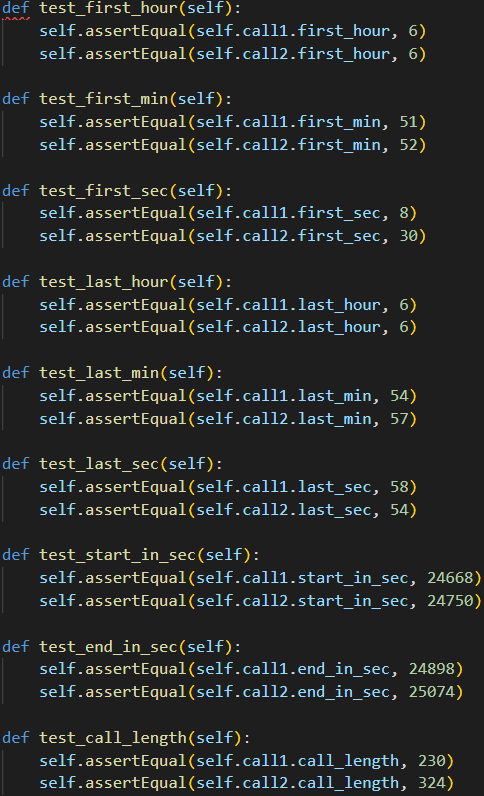 def test_first_hour(self):
    self.assertEqual(self.call1.first_hour, 6)
    self.assertEqual(self.call2.first_hour, 6)

def test_first_min(self):
    self.assertEqual(self.call1.first_min, 51)
    self.assertEqual(self.call2.first_min, 52)

def test_first_sec(self):
    self.assertEqual(self.call1.first_sec, 8)
    self.assertEqual(self.call2.first_sec, 30)

def test_last_hour(self):
    self.assertEqual(self.call1.last_hour, 6)
    self.assertEqual(self.call2.last_hour, 6)

def test_last_min(self):
    self.assertEqual(self.call1.last_min, 54)
    self.assertEqual(self.call2.last_min, 57)

def test_last_sec(self):
    self.assertEqual(self.call1.last_sec, 58)
    self.assertEqual(self.call2.last_sec, 54)

def test_start_in_sec(self):
    self.assertEqual(self.call1.start_in_sec, 24668)
    self.assertEqual(self.call2.start_in_sec, 24750)

def test_end_in_sec(self):
    self.assertEqual(self.call1.end_in_sec, 24898)
    self.assertEqual(self.call2.end_in_sec, 25074)

def test_call_length(self):
    self.assertEqual(self.call1.call_length, 230)
    self.assertEqual(self.call2.call_length, 324)